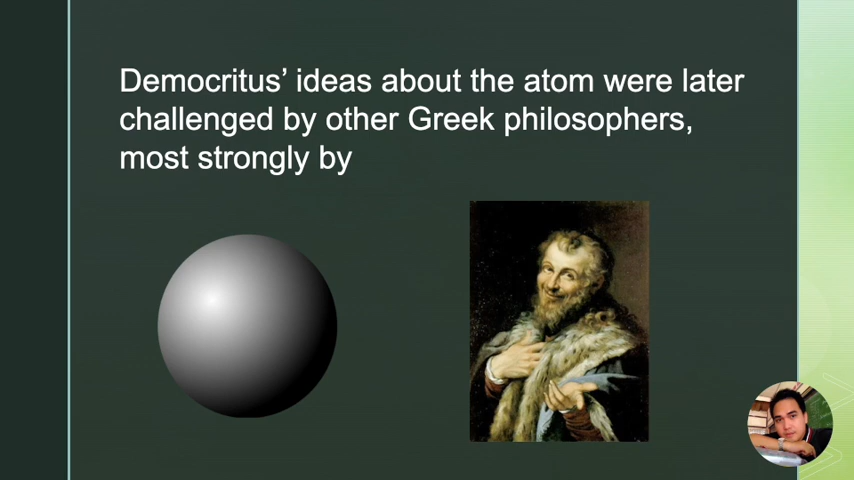 Democritus’ ideas about the atom were later
challenged by other Greek philosophers,
most strongly by